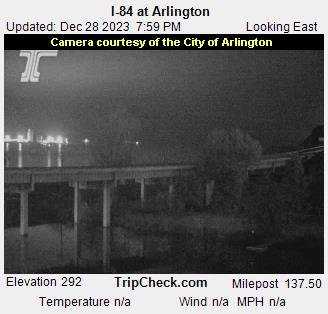 I-84 at Arlington
Updated: Dec 28 2023 7:59 PM Looking East
Camera courtesy of the City of Arlington
Elevation 292 TripCheck.com Milepost 137.50
Temperature n/a Wind n/a MPH n/a